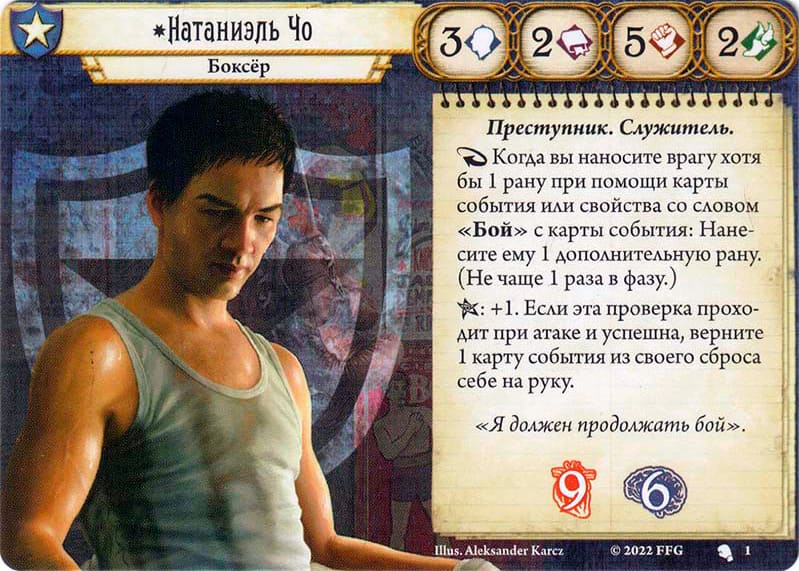 *Натаниэль Чо
Боксёр
3 2 5 2
Преступник. Служитель.
Когда вы наносите врагу хотя
бы 1 рану при помощи карты
события или свойства со словом
«Бой» с карты события: Нане-
сите ему 1 дополнительную рану.
(Не чаще 1 раза в фазу.)
: +1. Если эта проверка прохо-
дит при атаке и успешна, верните
1 карту события из своего сброса
себе на руку.
«Я должен продолжать бой».
9 6
Illus. Aleksander Karcz © 2022 FFG 1